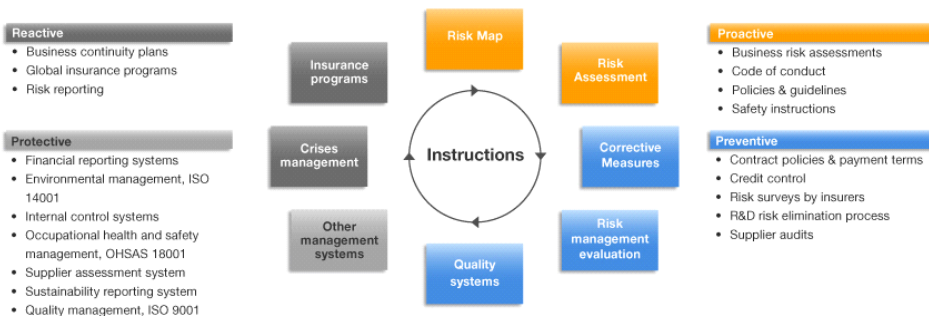 Reactive
• Business continuity plans
• Global insurance programs
• Risk reporting
Protective
• Financial reporting systems
• Environmental management, ISO
14001
• Internal control systems
• Occupational health and safety
management, OHSAS 18001
• Supplier assessment system
• Sustainability reporting system
• Quality management, ISO 9001
Risk Map
Insurance
programs
Risk
Assessment
Crises
management
Instructions
Corrective
Measures
Other
management
systems
Risk
management
evaluation
Quality
systems
Proactive
• Business risk assessments
• Code of conduct
• Policies & guidelines
• Safety instructions
Preventive
• Contract policies & payment terms
• Credit control
• Risk surveys by insurers
• R&D risk elimination process
• Supplier audits